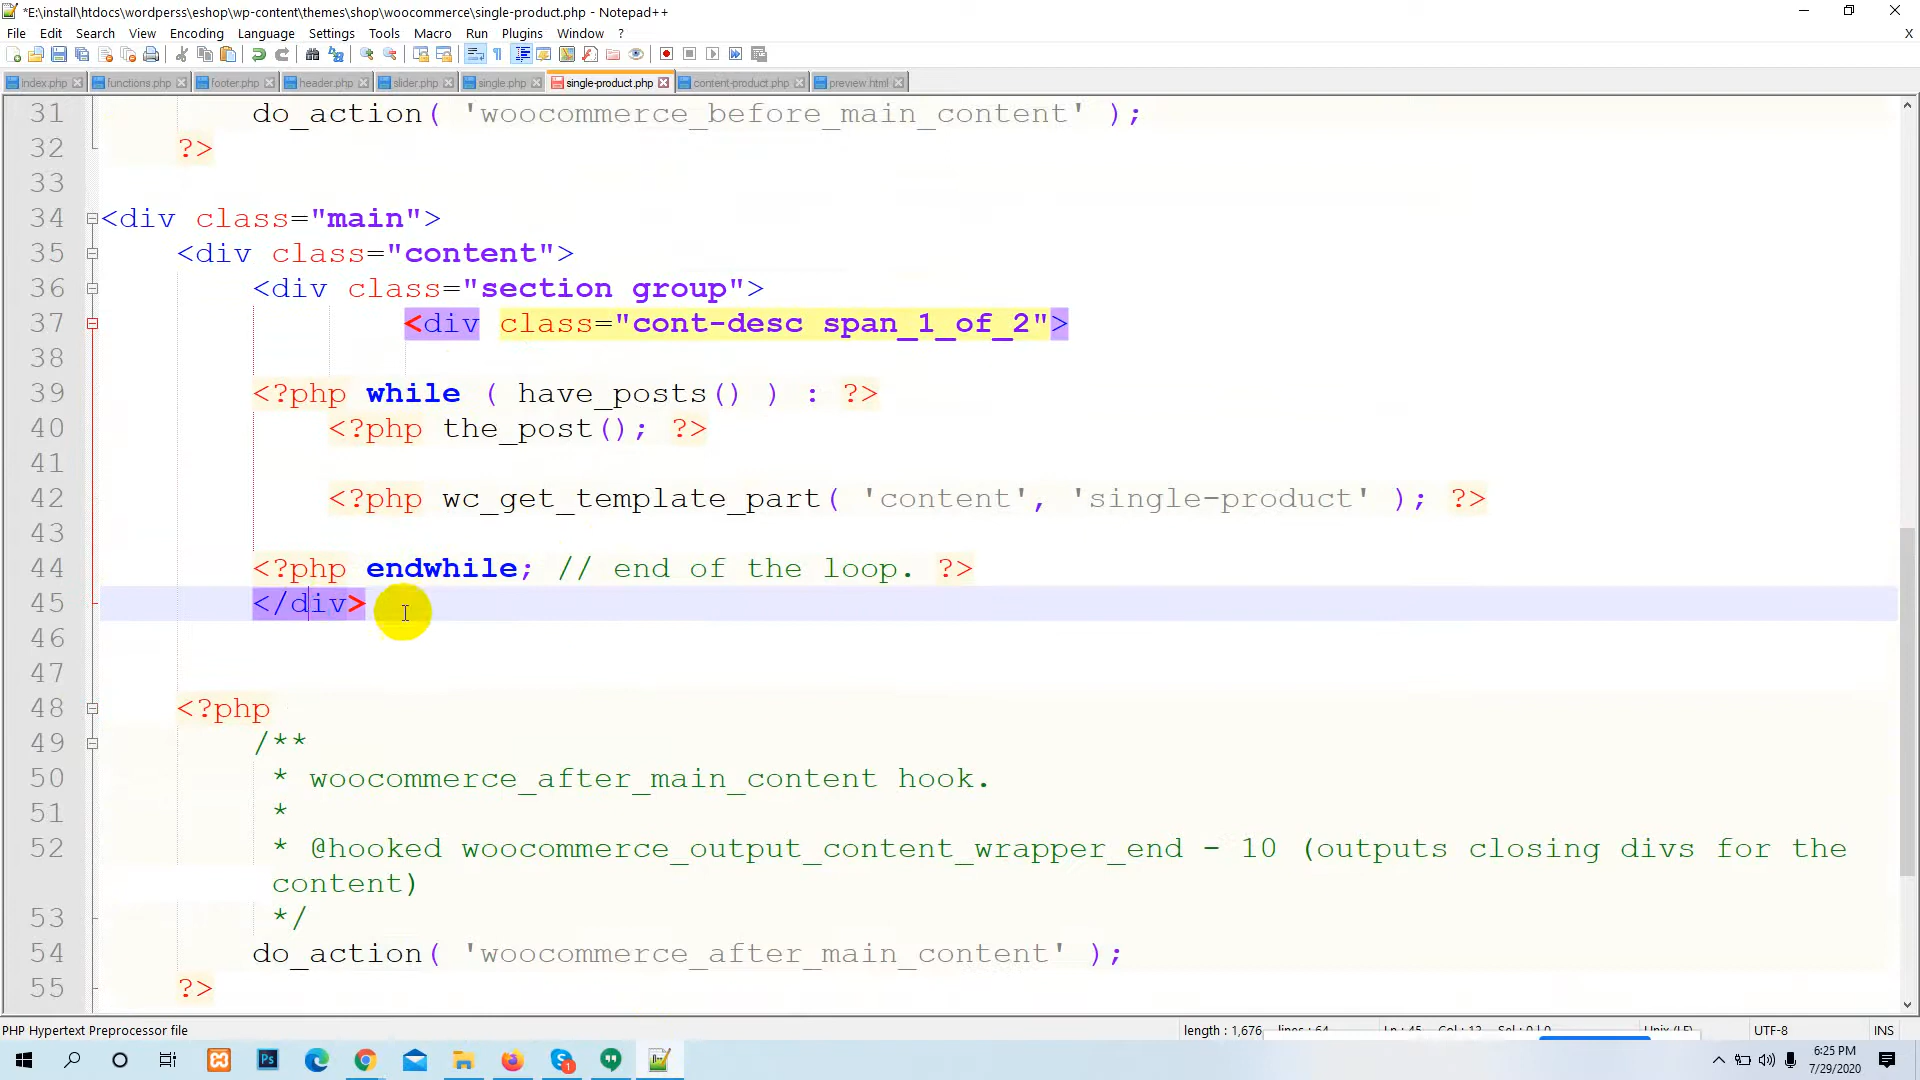 *E:\install\htdocs\wordperss\eshop\wp-content\themes\shop\woocommerce\single-product.php - Notepad++
File Edit Search View Encoding Language Settings Tools Macro Run Plugins Window ? X
index.php functions.php footer.php header.php slider.php single.php single-product.php content-product.php preview.html
31 do_action( 'woocommerce_before_main_content' );
32 ?>
33
34 <div class="main">
35 <div class="content">
36 <div class="section group">
37 <div class="cont-desc span_1_of_2">
38
39 <?php while ( have_posts() ) : ?>
40 <?php the_post(); ?>
41
42 <?php wc_get_template_part( 'content', 'single-product' ); ?>
43
44 <?php endwhile; // end of the loop. ?>
45 </div>
46
47
48 <?php
49 /**
50 * woocommerce_after_main_content hook.
51 *
52 * @hooked woocommerce_output_content_wrapper_end - 10 (outputs closing divs for the
content)
53 */
54 do_action( 'woocommerce_after_main_content' );
55 ?>
PHP Hypertext Preprocessor file length : 1,676 lines : 64 Ln : 45 Col : 12 Sel : 0 | 0 Unix (LF) UTF-8 INS
6:25 PM
7/29/2020